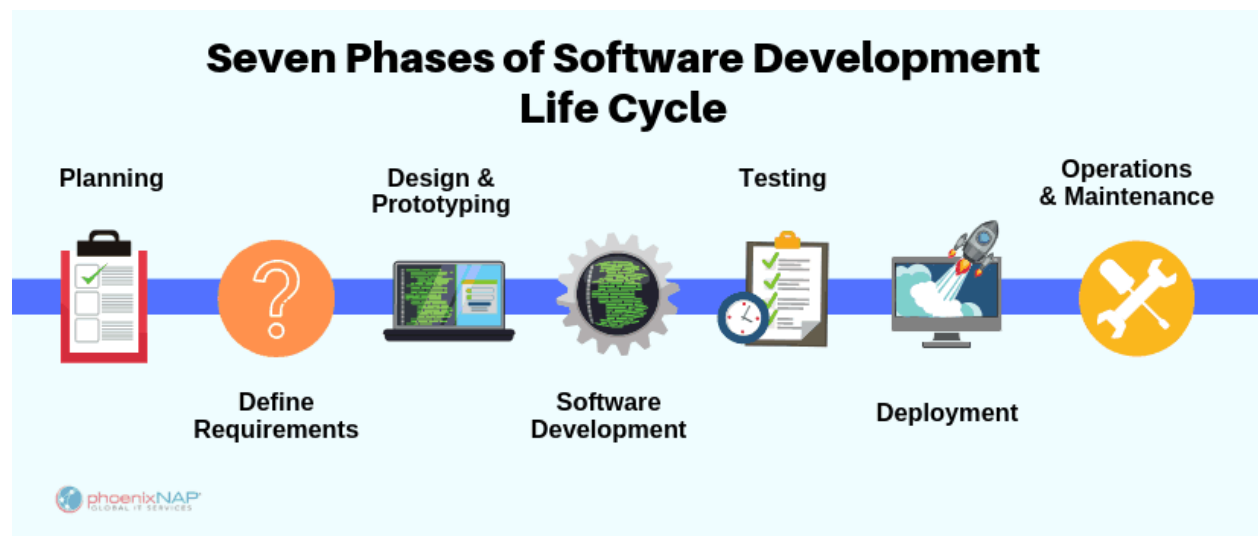 Seven Phases of Software Development
Life Cycle
Planning
Define
Requirements
Design &
Prototyping
Software
Development
Testing
Deployment
Operations
& Maintenance
phoenixNAP
GLOBAL IT SERVICES